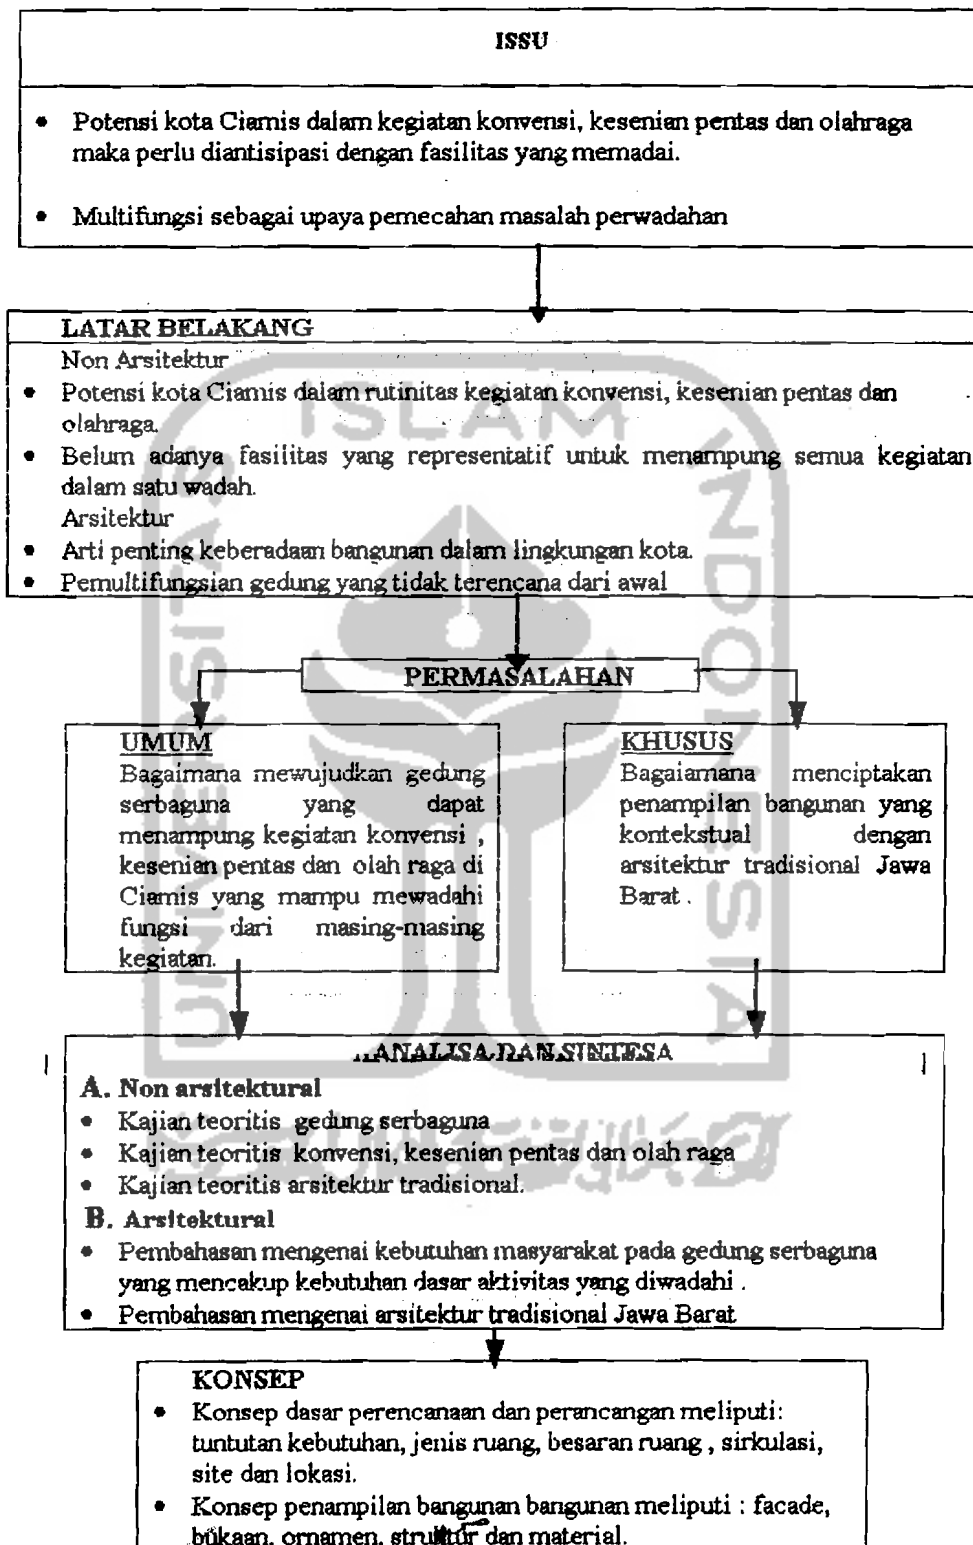 ISSU
• Potensi kota Ciamis dalam kegiatan konvensi, kesenian pentas dan olahraga
maka perlu diantisipasi dengan fasilitas yang memadai.
• Multifungsi sebagai upaya pemecahan masalah perwadahan
LATAR BELAKANG
Non Arsitektur
• Potensi kota Ciamis dalam rutinitas kegiatan konvensi, kesenian pentas dan
olahraga.
• Belum adanya fasilitas yang representatif untuk menampung semua kegiatan
dalam satu wadah.
Arsitektur
• Arti penting keberadaan bangunan dalam lingkungan kota.
• Pemultifungsian gedung yang tidak terencana dari awal
PERMASALAHAN
UMUM
Bagaimana mewujudkan gedung
serbaguna yang dapat
menampung kegiatan konvensi ,
kesenian pentas dan olah raga di
Ciamis yang mampu mewadahi
fungsi dari masing-masing
kegiatan.
KHUSUS
Bagaiamana menciptakan
penampilan bangunan yang
kontekstual dengan
arsitektur tradisional Jawa
Barat .
ANALISA DAN SINTESA
A. Non arsitektural
• Kajian teoritis gedung serbaguna
• Kajian teoritis konvensi, kesenian pentas dan olah raga
• Kajian teoritis arsitektur tradisional.
B. Arsitektural
• Pembahasan mengenai kebutuhan masyarakat pada gedung serbaguna
yang mencakup kebutuhan dasar aktivitas yang diwadahi .
• Pembahasan mengenai arsitektur tradisional Jawa Barat
KONSEP
• Konsep dasar perencanaan dan perancangan meliputi:
tuntutan kebutuhan, jenis ruang, besaran ruang , sirkulasi,
site dan lokasi.
• Konsep penampilan bangunan bangunan meliputi : facade,
bukaan, ornamen, struktur dan material.
UNIVERSITAS
ISLAM
INDONESIA